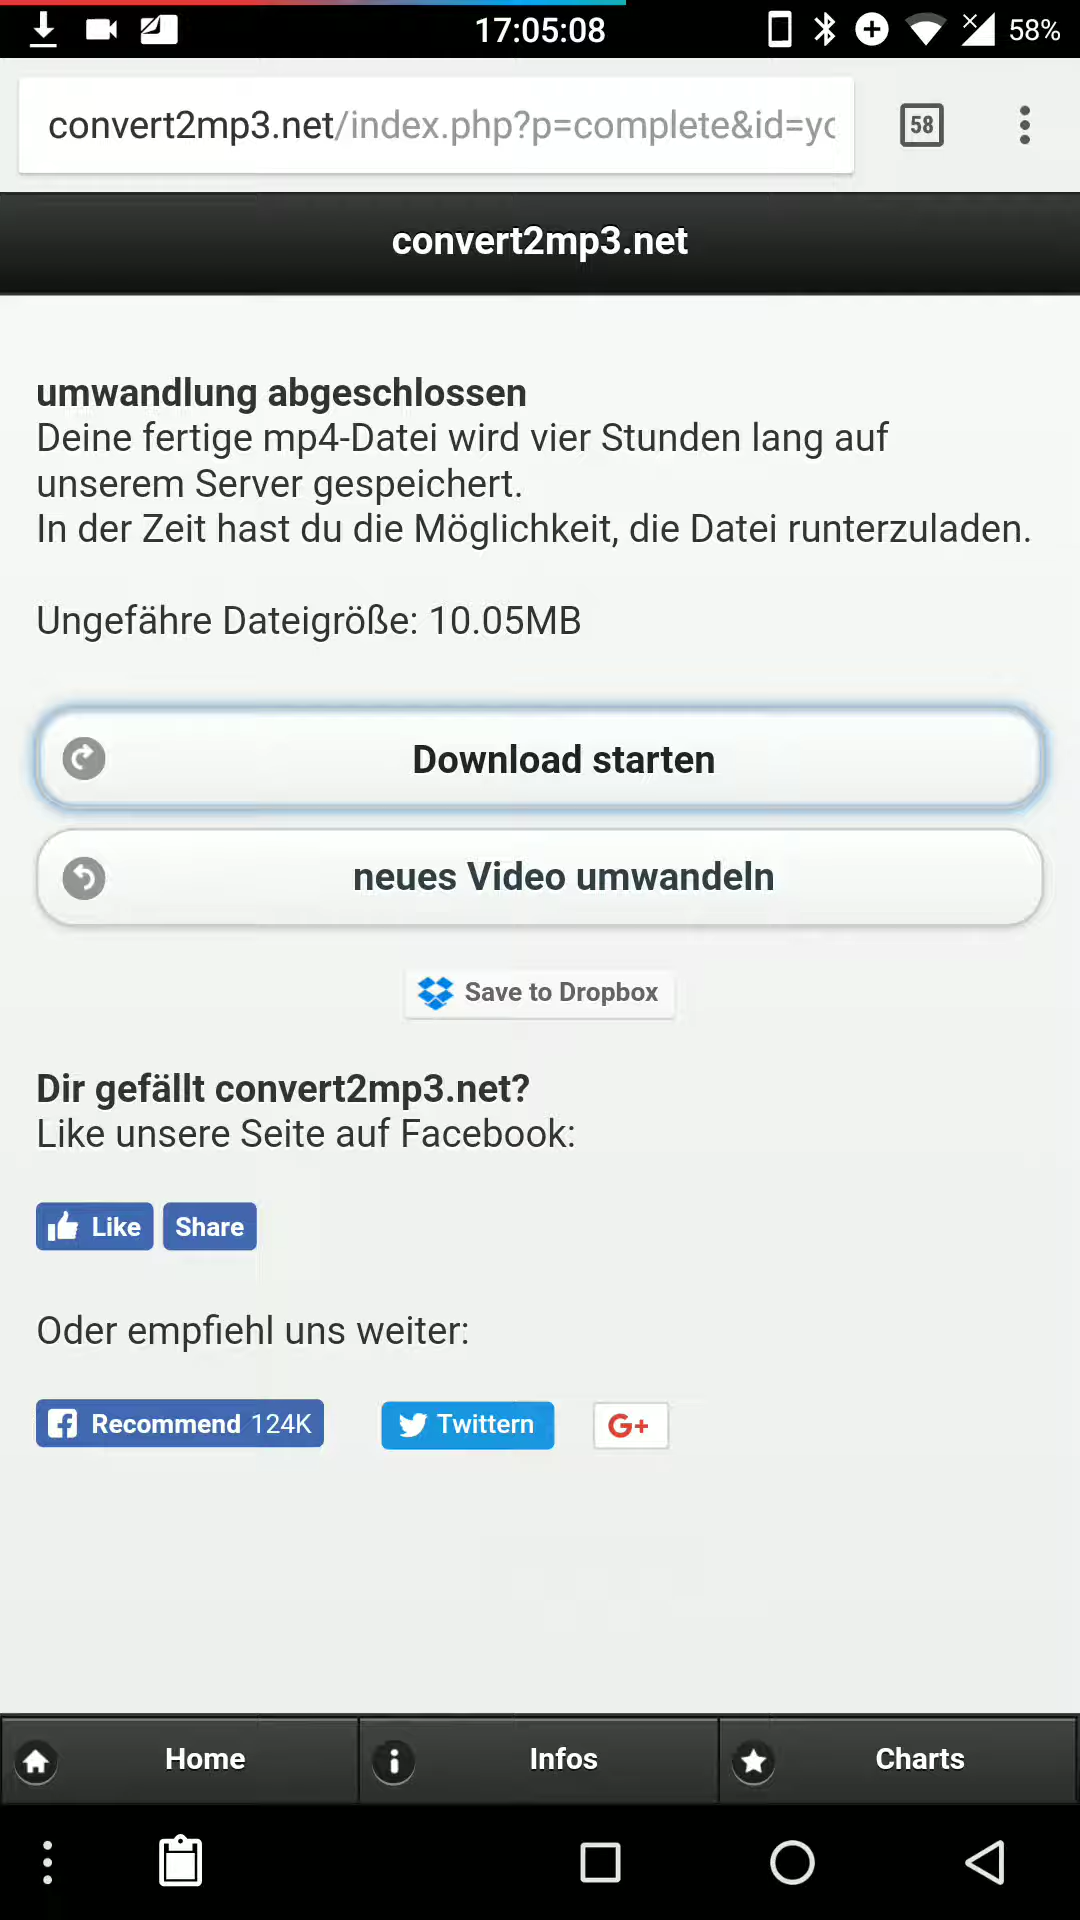 17:05:08
58%
convert2mp3.net/index.php?p=complete&id=yo
58
convert2mp3.net
umwandlung abgeschlossen
Deine fertige mp4-Datei wird vier Stunden lang auf
unserem Server gespeichert.
In der Zeit hast du die Möglichkeit, die Datei runterzuladen.
Ungefähre Dateigröße: 10.05MB
Download starten
neues Video umwandeln
Save to Dropbox
Dir gefällt convert2mp3.net?
Like unsere Seite auf Facebook:
Like Share
Oder empfiehl uns weiter:
Recommend 124K Twittern G+
Home Infos Charts